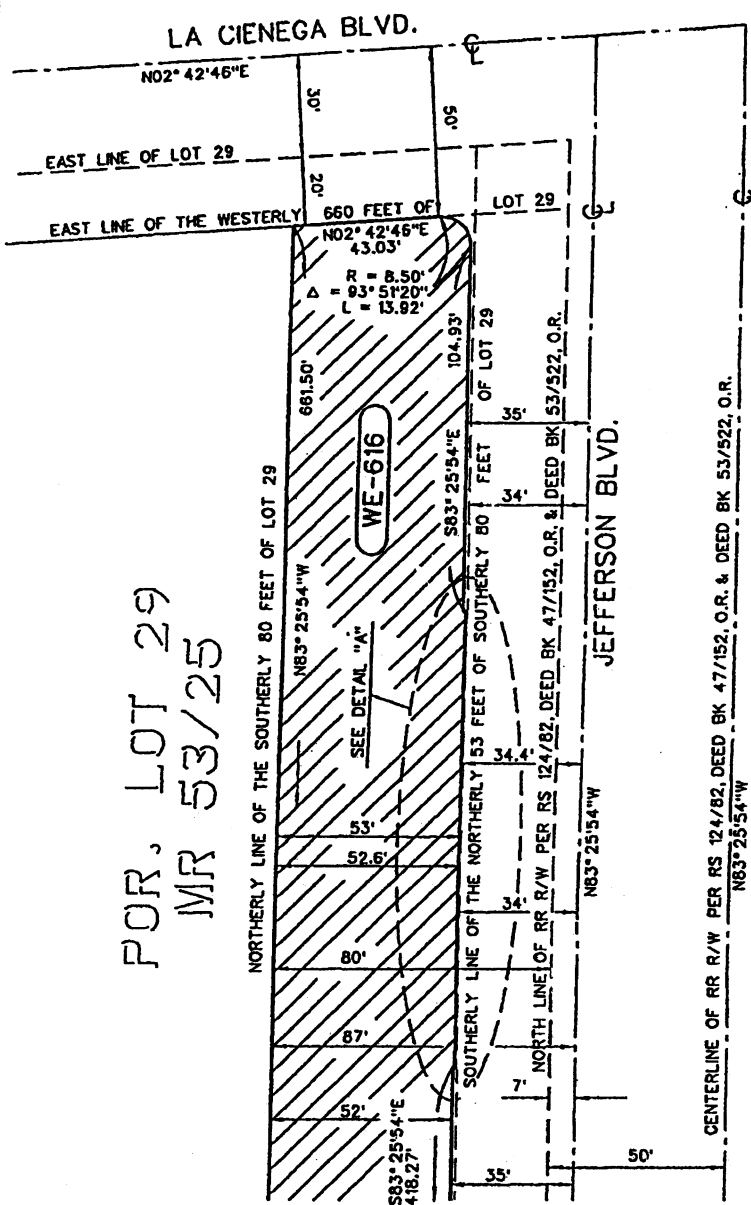 LA CIENEGA BLVD.
℄
N02° 42'46"E
30'
50'
EAST LINE OF LOT 29
20'
EAST LINE OF THE WESTERLY 660 FEET OF LOT 29
℄
℄
N02° 42'46"E
43.03'
R = 8.50'
Δ = 93° 51'20"
L = 13.92'
104.93'
661.50'
WE-616
35'
S83° 25'54"E
34'
JEFFERSON BLVD.
POR. LOT 29
MR 53/25
NORTHERLY LINE OF THE SOUTHERLY 80 FEET OF LOT 29
N83° 25'54"W
SEE DETAIL "A"
SOUTHERLY LINE OF THE NORTHERLY 53 FEET OF SOUTHERLY 80 FEET OF LOT 29
NORTH LINE OF RR R/W PER RS 124/82, DEED BK 47/152, O.R. & DEED BK 53/522, O.R.
34.4'
53'
52.6'
N83° 25'54"W
34'
CENTERLINE OF RR R/W PER RS 124/82, DEED BK 47/152, O.R. & DEED BK 53/522, O.R.
N83° 25'54"W
80'
87'
7'
52'
S83° 25'54"E
418.27'
35'
50'